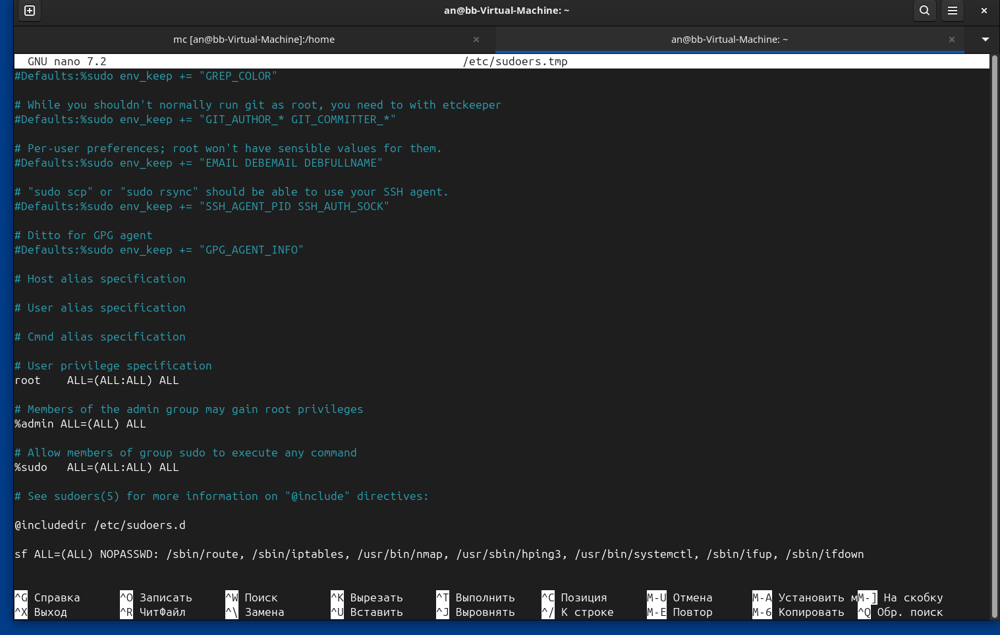 an@bb-Virtual-Machine: ~
mc [an@bb-Virtual-Machine]:/home
an@bb-Virtual-Machine: ~
GNU nano 7.2 /etc/sudoers.tmp
#Defaults:%sudo env_keep += "GREP_COLOR"
# While you shouldn't normally run git as root, you need to with etckeeper
#Defaults:%sudo env_keep += "GIT_AUTHOR_* GIT_COMMITTER_*"
# Per-user preferences; root won't have sensible values for them.
#Defaults:%sudo env_keep += "EMAIL DEBEMAIL DEBFULLNAME"
# "sudo scp" or "sudo rsync" should be able to use your SSH agent.
#Defaults:%sudo env_keep += "SSH_AGENT_PID SSH_AUTH_SOCK"
# Ditto for GPG agent
#Defaults:%sudo env_keep += "GPG_AGENT_INFO"
# Host alias specification
# User alias specification
# Cmnd alias specification
# User privilege specification
root    ALL=(ALL:ALL) ALL
# Members of the admin group may gain root privileges
%admin ALL=(ALL) ALL
# Allow members of group sudo to execute any command
%sudo   ALL=(ALL:ALL) ALL
# See sudoers(5) for more information on "@include" directives:
@includedir /etc/sudoers.d
sf ALL=(ALL) NOPASSWD: /sbin/route, /sbin/iptables, /usr/bin/nmap, /usr/sbin/hping3, /usr/bin/systemctl, /sbin/ifup, /sbin/ifdown
^G Справка ^O Записать ^W Поиск ^K Вырезать ^T Выполнить ^C Позиция M-U Отмена M-A Установить мM-] На скобку
^X Выход ^R ЧитФайл ^\ Замена ^U Вставить ^J Выровнять ^/ К строке M-E Повтор M-6 Копировать ^Q Обр. поиск